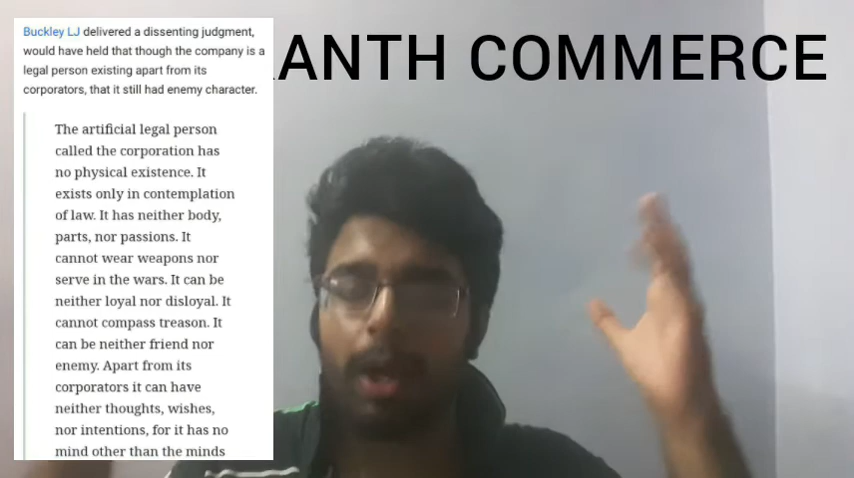 Buckley LJ delivered a dissenting judgment,
would have held that though the company is a
legal person existing apart from its
corporators, that it still had enemy character.
The artificial legal person
called the corporation has
no physical existence. It
exists only in contemplation
of law. It has neither body,
parts, nor passions. It
cannot wear weapons nor
serve in the wars. It can be
neither loyal nor disloyal. It
cannot compass treason. It
can be neither friend nor
enemy. Apart from its
corporators it can have
neither thoughts, wishes,
nor intentions, for it has no
mind other than the minds
COMMERCE